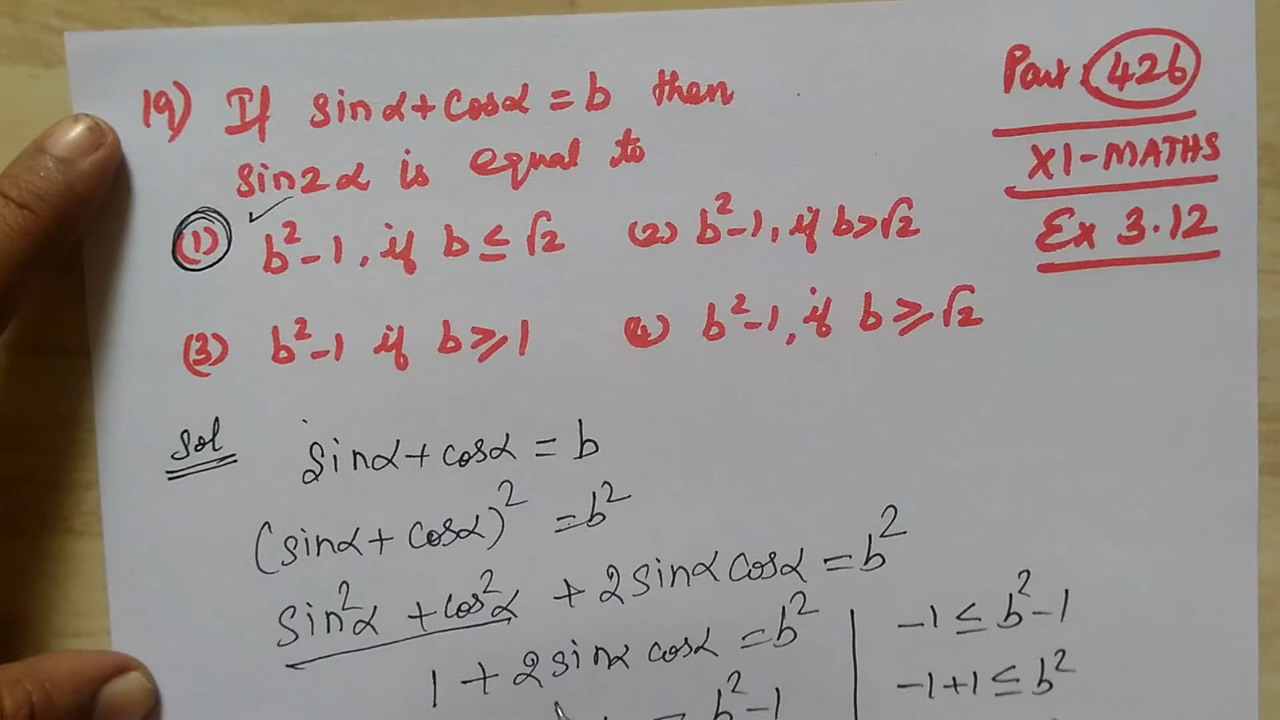 19) If sinα+cosα = b then
sin2α is equal to
(1) b²-1, if b ≤ √2 (2) b²-1, if b>√2
(3) b²-1 if b ≥ 1 (4) b²-1, if b ≥ √2
Part 426
XI-MATHS
Ex 3.12
Sol sinα+cosα = b
(sinα+cosα)² = b²
sin²α + cos²α + 2sinα cosα = b²
1 + 2sinα cosα = b²
= b²-1
-1 ≤ b²-1
-1+1 ≤ b²